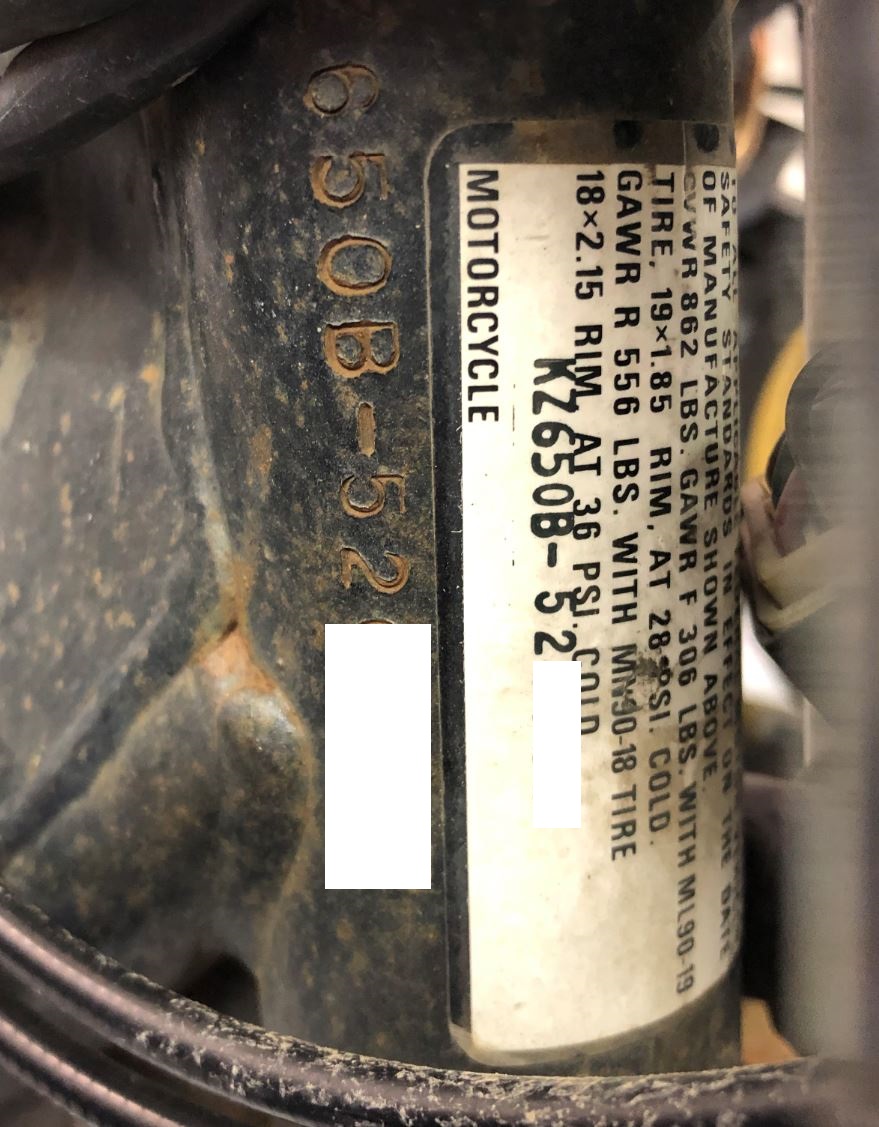 TO ALL
SAFETY STANDARDS IN EFFECT ON THE DATE
OF MANUFACTURE SHOWN ABOVE.
GVWR 862 LBS. GAWR F 306 LBS. WITH ML90-19
TIRE, 19×1.85 RIM, AT 28 PSI. COLD.
GAWR R 556 LBS. WITH MN90-18 TIRE
18×2.15 RIM, AT 36 PSI. COLD
KZ650B-52
MOTORCYCLE
650B-52